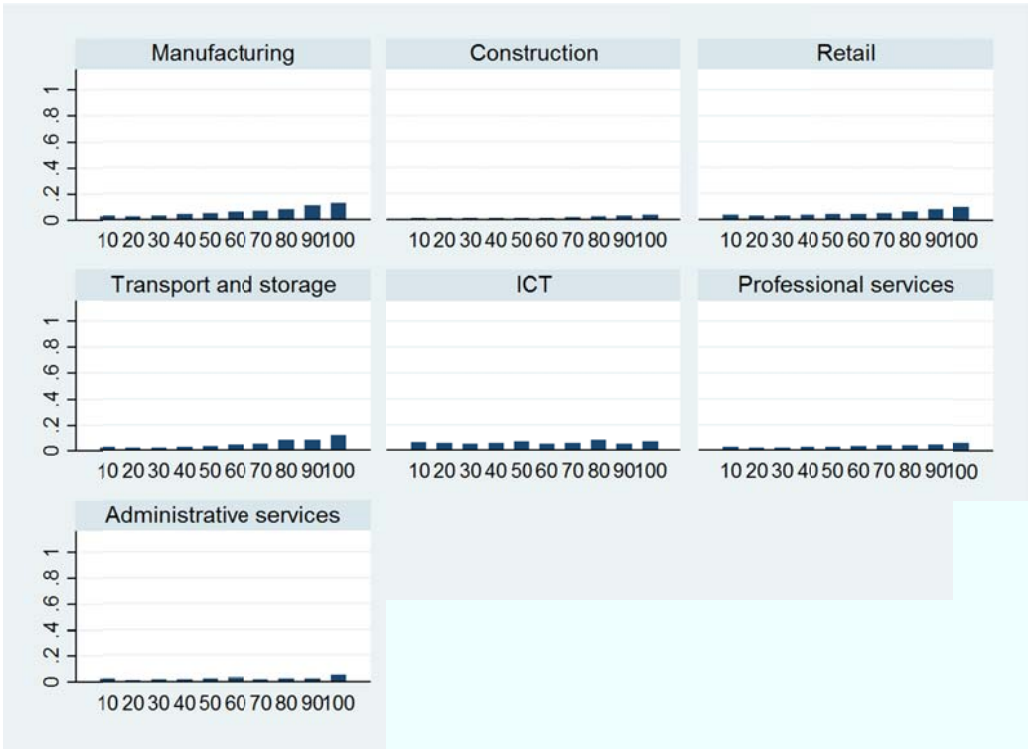 Manufacturing Construction Retail
0 .2 .4 .6 .8 1
10 20 30 40 50 60 70 80 90100 10 20 30 40 50 60 70 80 90100 10 20 30 40 50 60 70 80 90100
Transport and storage ICT Professional services
0 .2 .4 .6 .8 1
10 20 30 40 50 60 70 80 90100 10 20 30 40 50 60 70 80 90100 10 20 30 40 50 60 70 80 90100
Administrative services
0 .2 .4 .6 .8 1
10 20 30 40 50 60 70 80 90100